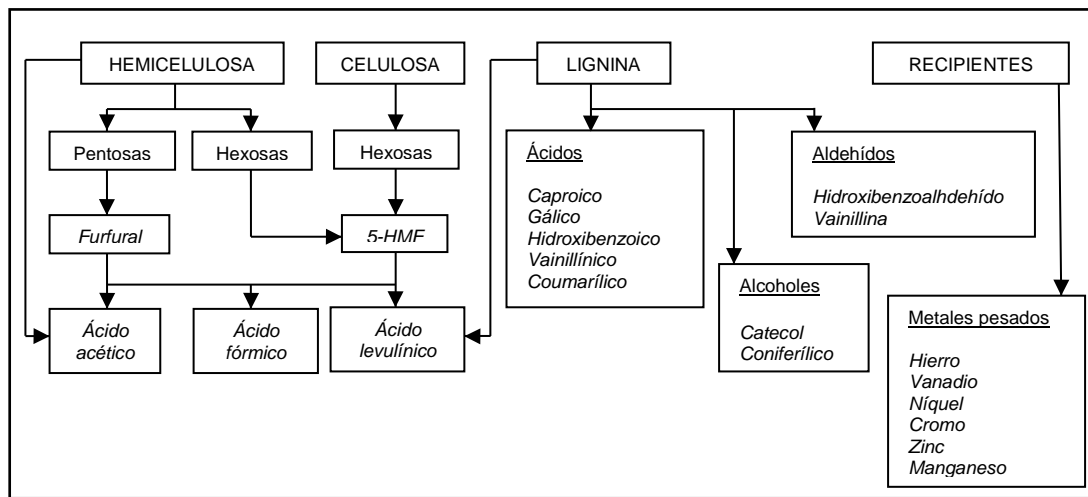 HEMICELULOSA
CELULOSA
LIGNINA
RECIPIENTES
Pentosas
Hexosas
Hexosas
Furfural
5-HMF
Ácido
acético
Ácido
fórmico
Ácido
levulínico
Ácidos
Caproico
Gálico
Hidroxibenzoico
Vainillínico
Coumarílico
Alcoholes
Catecol
Coniferílico
Aldehídos
Hidroxibenzoalhdehído
Vainillina
Metales pesados
Hierro
Vanadio
Níquel
Cromo
Zinc
Manganeso